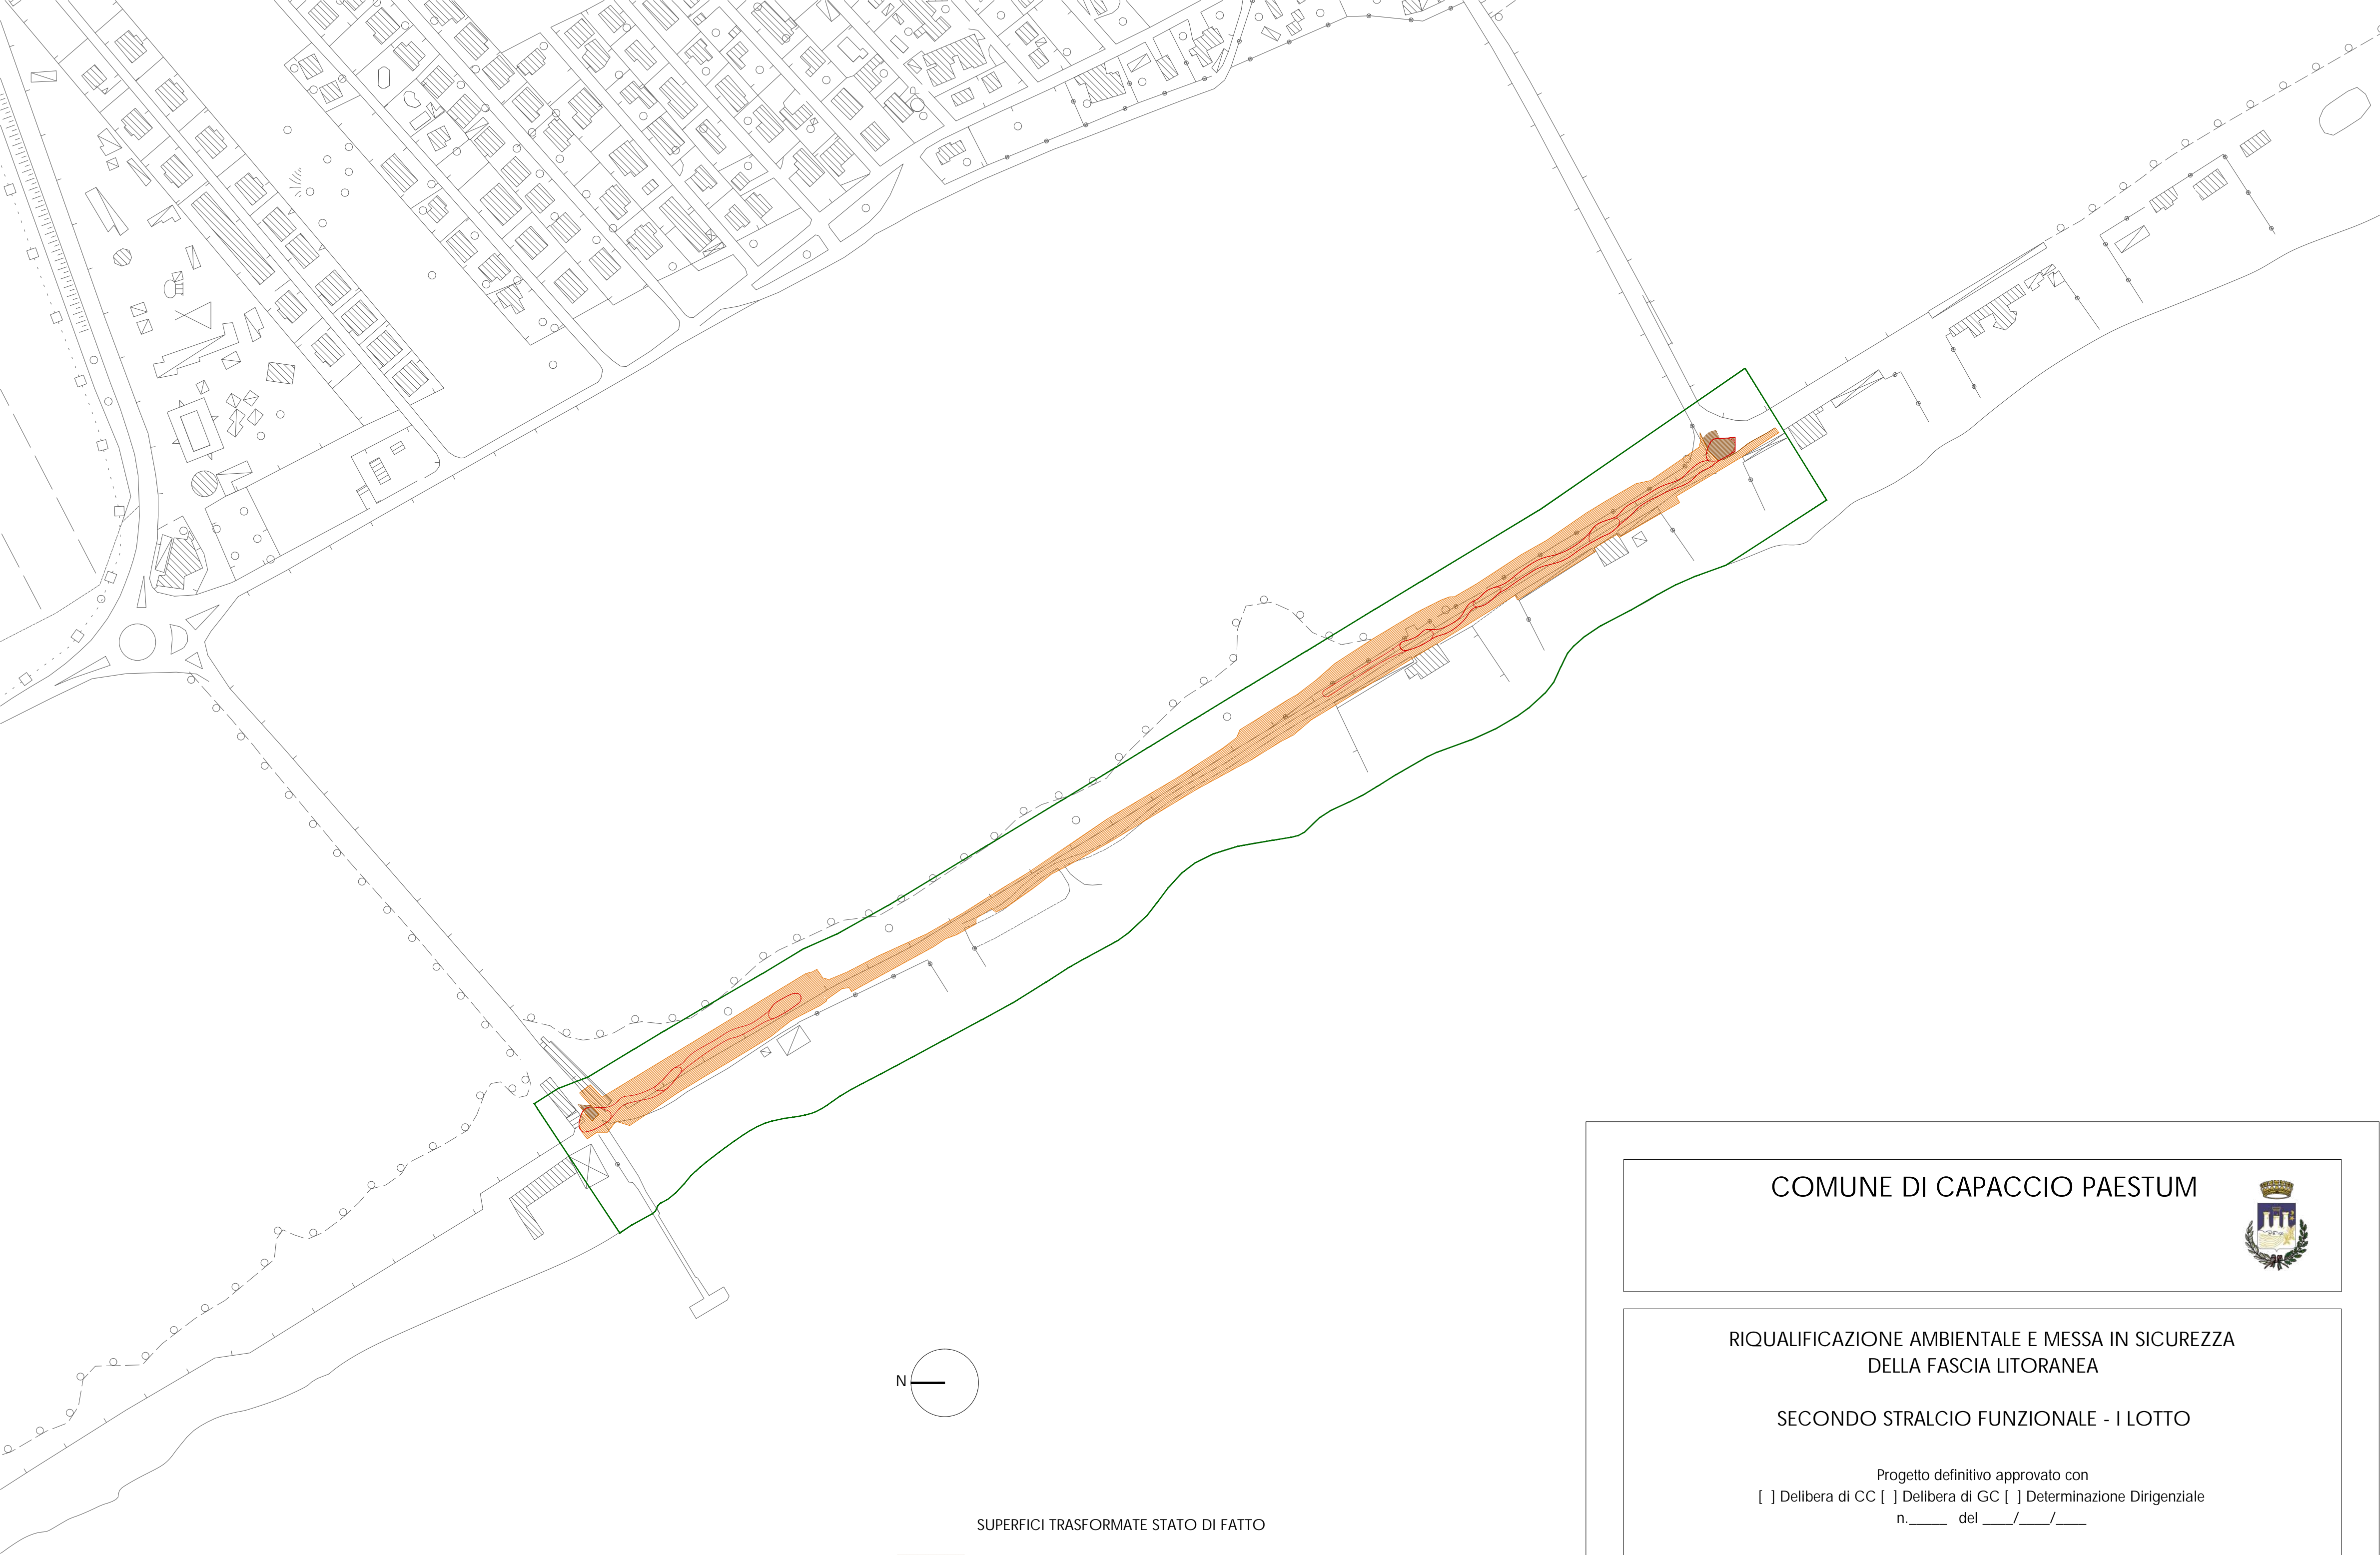 COMUNE DI CAPACCIO PAESTUM
RIQUALIFICAZIONE AMBIENTALE E MESSA IN SICUREZZA
DELLA FASCIA LITORANEA
SECONDO STRALCIO FUNZIONALE - I LOTTO
Progetto definitivo approvato con
[ ] Delibera di CC [ ] Delibera di GC [ ] Determinazione Dirigenziale
n._____ del ____/____/____
N
SUPERFICI TRASFORMATE STATO DI FATTO